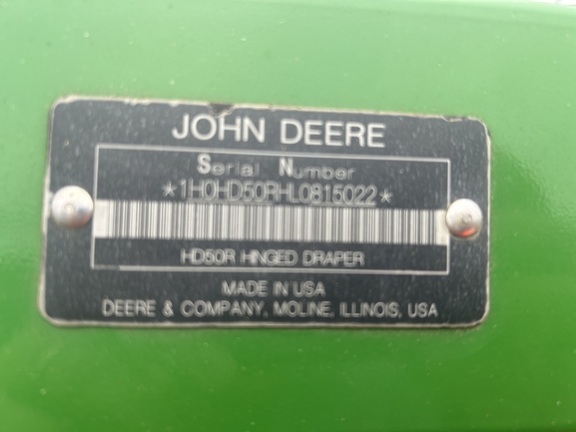 JOHN DEERE
Serial Number
*1H0HD50RHL0815022*
HD50R HINGED DRAPER
MADE IN USA
DEERE & COMPANY, MOLINE, ILLINOIS, USA